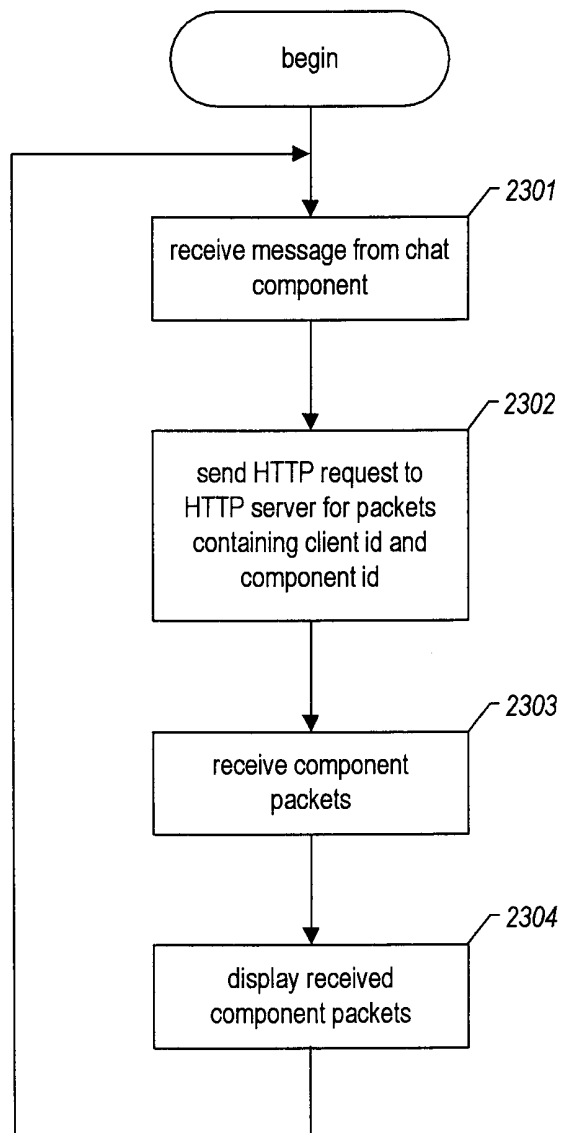 begin
2301
receive message from chat
component
2302
send HTTP request to
HTTP server for packets
containing client id and
component id
2303
receive component
packets
2304
display received
component packets